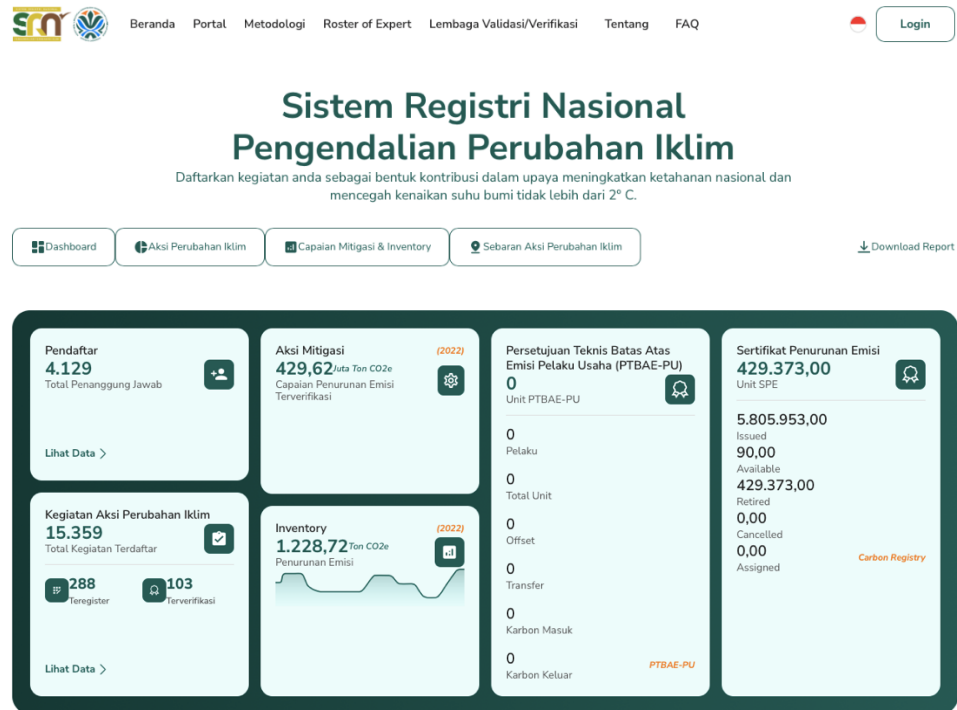 SRN
Beranda
Portal
Metodologi
Roster of Expert
Lembaga Validasi/Verifikasi
Tentang
FAQ
Login
Sistem Registri Nasional
Pengendalian Perubahan Iklim
Daftarkan kegiatan anda sebagai bentuk kontribusi dalam upaya meningkatkan ketahanan nasional dan
mencegah kenaikan suhu bumi tidak lebih dari 2° C.
Dashboard
Aksi Perubahan Iklim
Capaian Mitigasi & Inventory
Sebaran Aksi Perubahan Iklim
Download Report
Pendaftar
4.129
Total Penanggung Jawab
Lihat Data
Kegiatan Aksi Perubahan Iklim
15.359
Total Kegiatan Terdaftar
288
Teregister
103
Terverifikasi
Lihat Data
Aksi Mitigasi
(2022)
429,62 Juta Ton CO2e
Capaian Penurunan Emisi
Terverifikasi
Inventory
(2022)
1.228,72 Ton CO2e
Penurunan Emisi
Persetujuan Teknis Batas Atas
Emisi Pelaku Usaha (PTBAE-PU)
0
Unit PTBAE-PU
0
Pelaku
0
Total Unit
0
Offset
0
Transfer
0
Karbon Masuk
0
Karbon Keluar
PTBAE-PU
Sertifikat Penurunan Emisi
429.373,00
Unit SPE
5.805.953,00
Issued
90,00
Available
429.373,00
Retired
0,00
Cancelled
0,00
Assigned
Carbon Registry